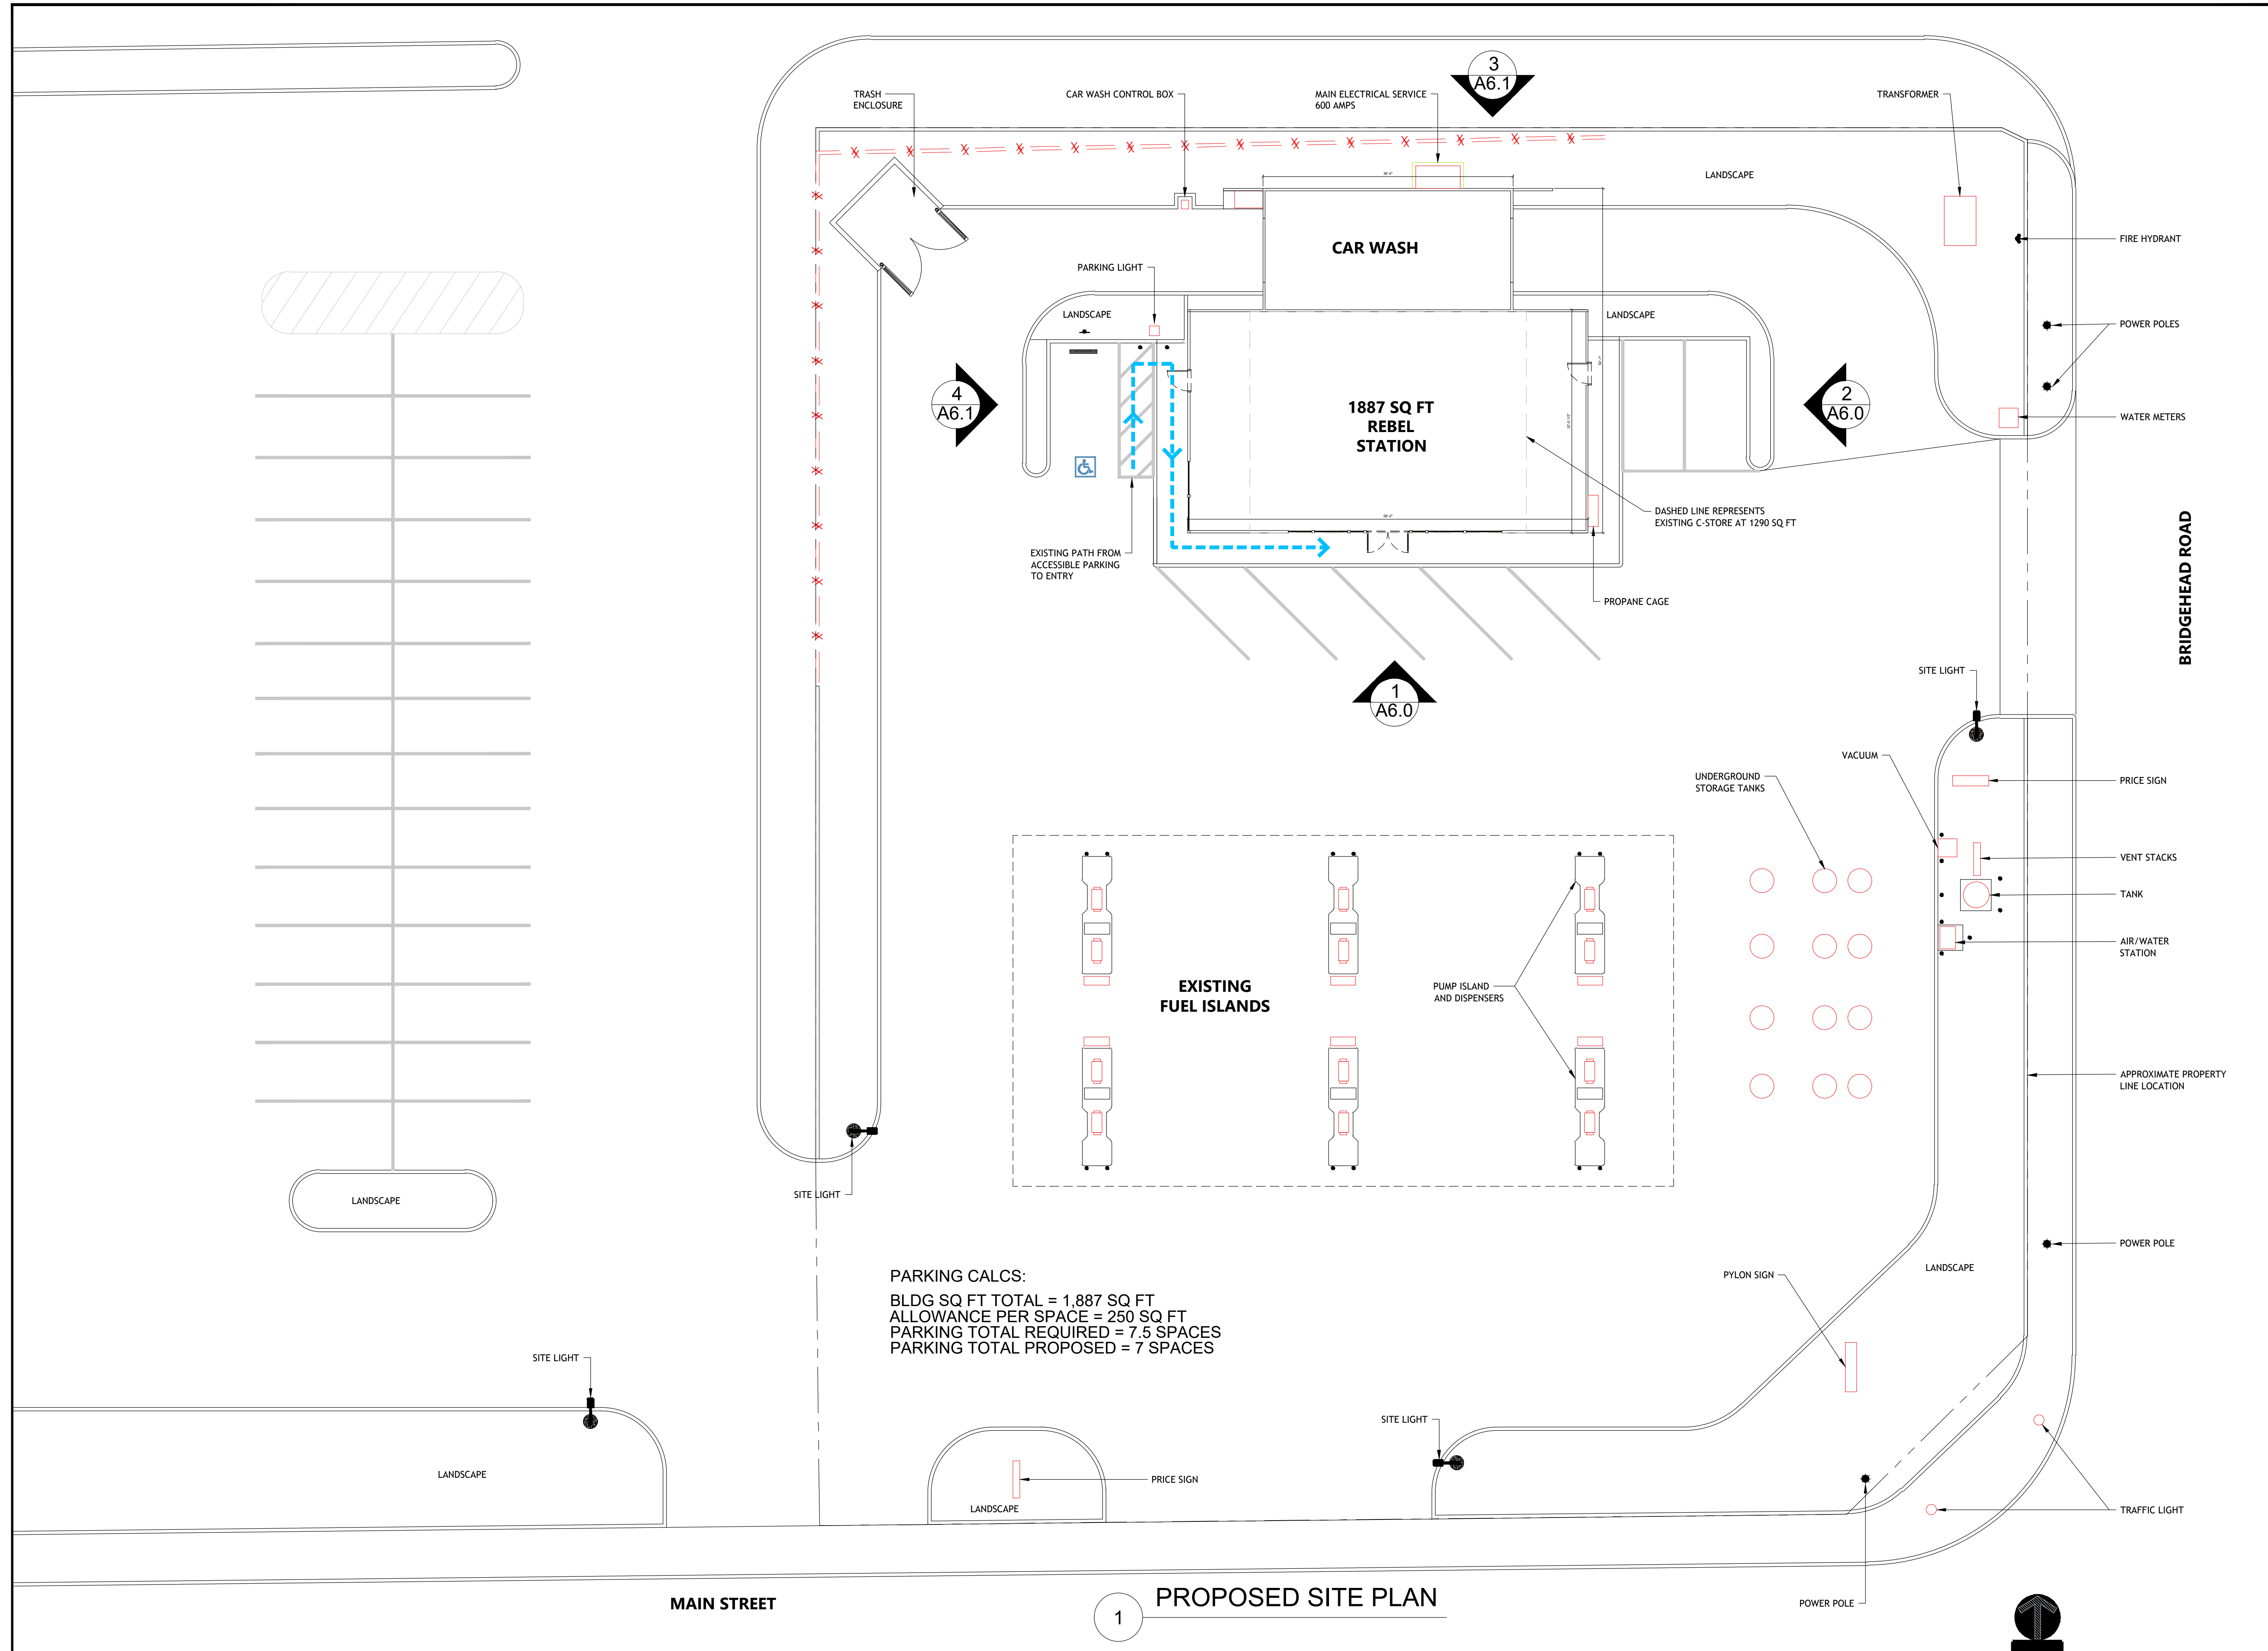 3
A6.1
TRASH
ENCLOSURE
CAR WASH CONTROL BOX
MAIN ELECTRICAL SERVICE
600 AMPS
TRANSFORMER
LANDSCAPE
FIRE HYDRANT
CAR WASH
PARKING LIGHT
LANDSCAPE
LANDSCAPE
POWER POLES
4
A6.1
1887 SQ FT
REBEL
STATION
2
A6.0
WATER METERS
DASHED LINE REPRESENTS
EXISTING C-STORE AT 1290 SQ FT
EXISTING PATH FROM
ACCESSIBLE PARKING
TO ENTRY
PROPANE CAGE
BRIDGEHEAD ROAD
SITE LIGHT
1
A6.0
VACUUM
UNDERGROUND
STORAGE TANKS
PRICE SIGN
VENT STACKS
TANK
AIR/WATER
STATION
EXISTING
FUEL ISLANDS
PUMP ISLAND
AND DISPENSERS
APPROXIMATE PROPERTY
LINE LOCATION
SITE LIGHT
LANDSCAPE
POWER POLE
LANDSCAPE
PYLON SIGN
PARKING CALCS:
BLDG SQ FT TOTAL = 1,887 SQ FT
ALLOWANCE PER SPACE = 250 SQ FT
PARKING TOTAL REQUIRED = 7.5 SPACES
PARKING TOTAL PROPOSED = 7 SPACES
SITE LIGHT
SITE LIGHT
LANDSCAPE
PRICE SIGN
LANDSCAPE
TRAFFIC LIGHT
MAIN STREET
1
PROPOSED SITE PLAN
POWER POLE